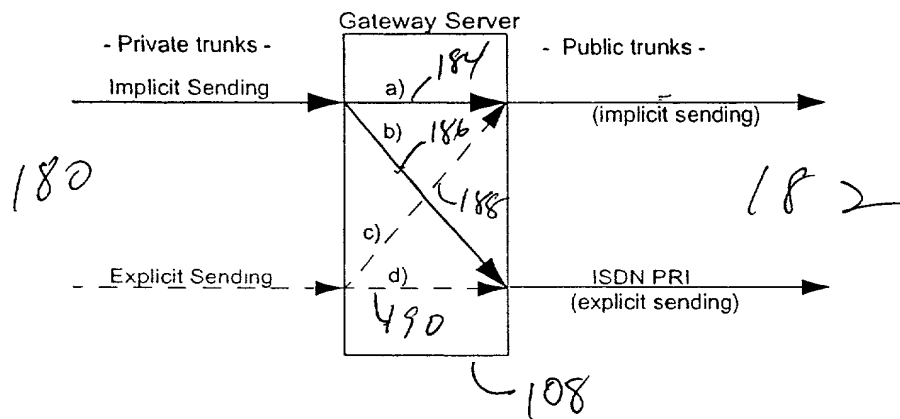 Gateway Server
- Private trunks -
- Public trunks -
184
Implicit Sending
a)
(implicit sending)
b)
186
180
188
182
c)
Explicit Sending
d)
ISDN PRI
(explicit sending)
490
108